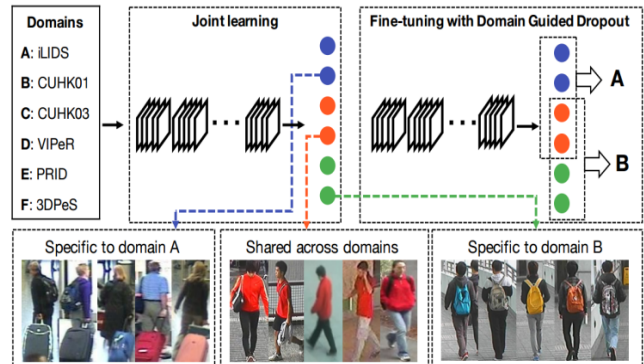 Domains
A: iLIDS
B: CUHK01
C: CUHK03
D: VIPeR
E: PRID
F: 3DPeS
Joint learning
Fine-tuning with Domain Guided Dropout
A
B
Specific to domain A
Shared across domains
Specific to domain B